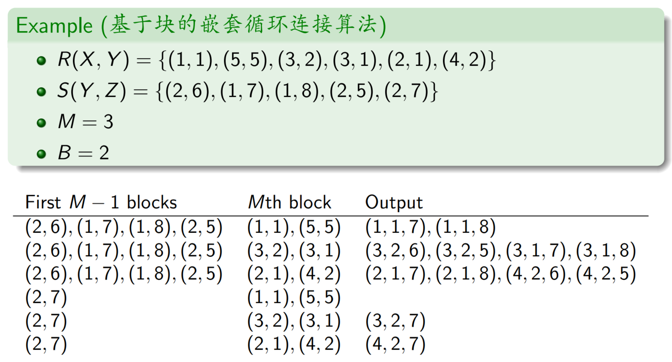 Example (基于块的嵌套循环连接算法)
R(X, Y) = {(1, 1), (5, 5), (3, 2), (3, 1), (2, 1), (4, 2)}
S(Y, Z) = {(2, 6), (1, 7), (1, 8), (2, 5), (2, 7)}
M = 3
B = 2
First M − 1 blocks Mth block Output
(2, 6), (1, 7), (1, 8), (2, 5) (1, 1), (5, 5) (1, 1, 7), (1, 1, 8)
(2, 6), (1, 7), (1, 8), (2, 5) (3, 2), (3, 1) (3, 2, 6), (3, 2, 5), (3, 1, 7), (3, 1, 8)
(2, 6), (1, 7), (1, 8), (2, 5) (2, 1), (4, 2) (2, 1, 7), (2, 1, 8), (4, 2, 6), (4, 2, 5)
(2, 7) (1, 1), (5, 5)
(2, 7) (3, 2), (3, 1) (3, 2, 7)
(2, 7) (2, 1), (4, 2) (4, 2, 7)